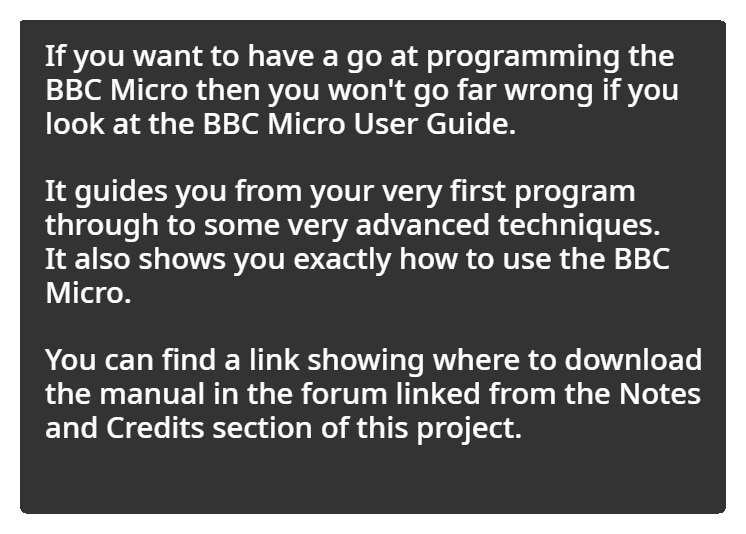 If you want to have a go at programming the
BBC Micro then you won't go far wrong if you
look at the BBC Micro User Guide.
It guides you from your very first program
through to some very advanced techniques.
It also shows you exactly how to use the BBC
Micro.
You can find a link showing where to download
the manual in the forum linked from the Notes
and Credits section of this project.